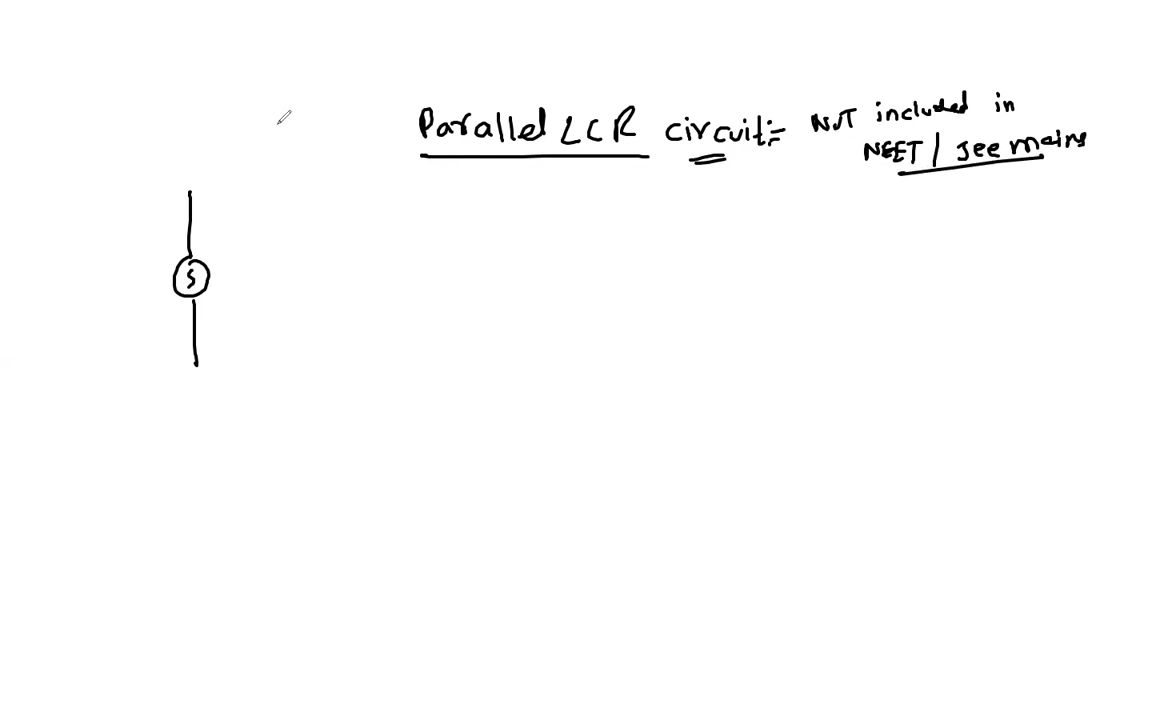 Parallel LCR circuit:- NOT included in
NEET / Jee mains
S